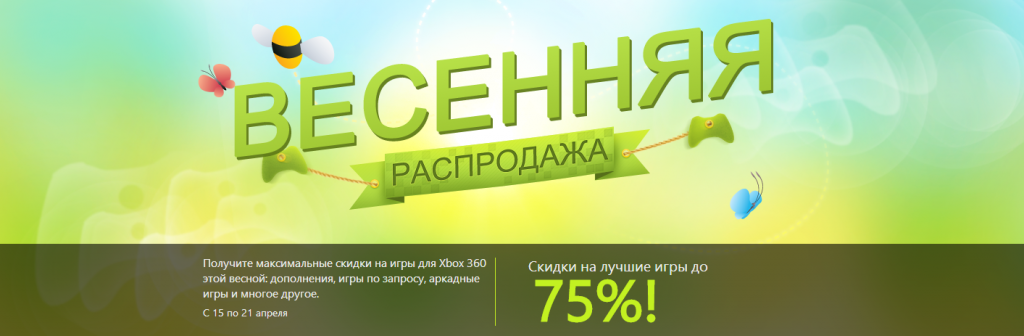 ВЕСЕННЯЯ
РАСПРОДАЖА
Получите максимальные скидки на игры для Xbox 360
этой весной: дополнения, игры по запросу, аркадные
игры и многое другое.
С 15 по 21 апреля
Скидки на лучшие игры до
75%!